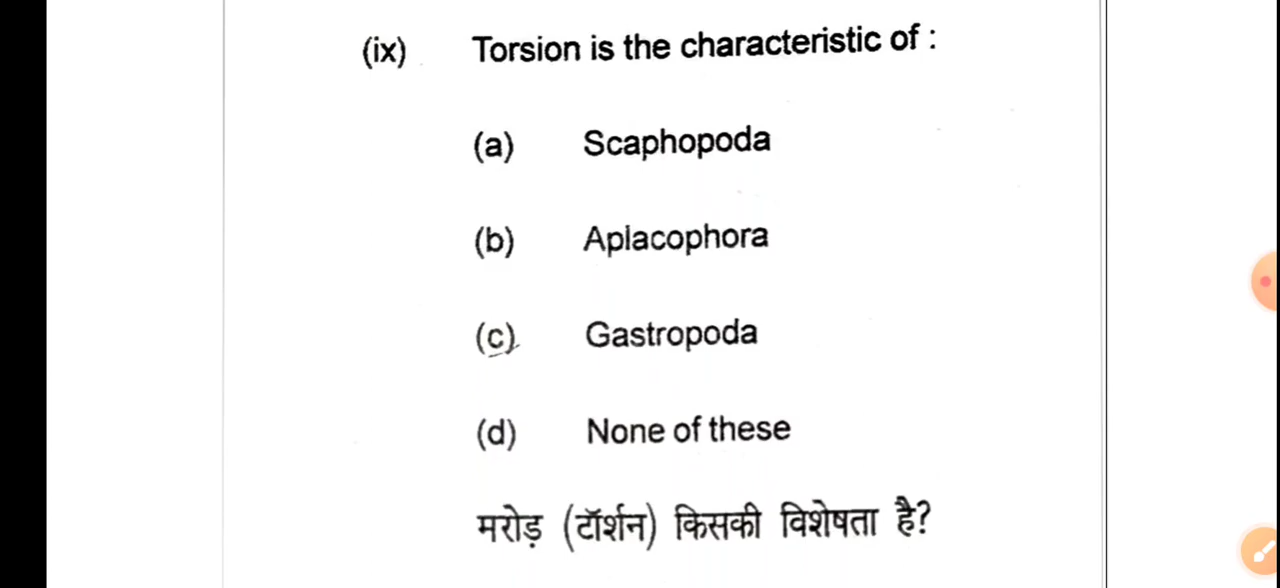 (ix) Torsion is the characteristic of :
(a) Scaphopoda
(b) Aplacophora
(c) Gastropoda
(d) None of these
मरोड़ (टॉर्शन) किसकी विशेषता है?